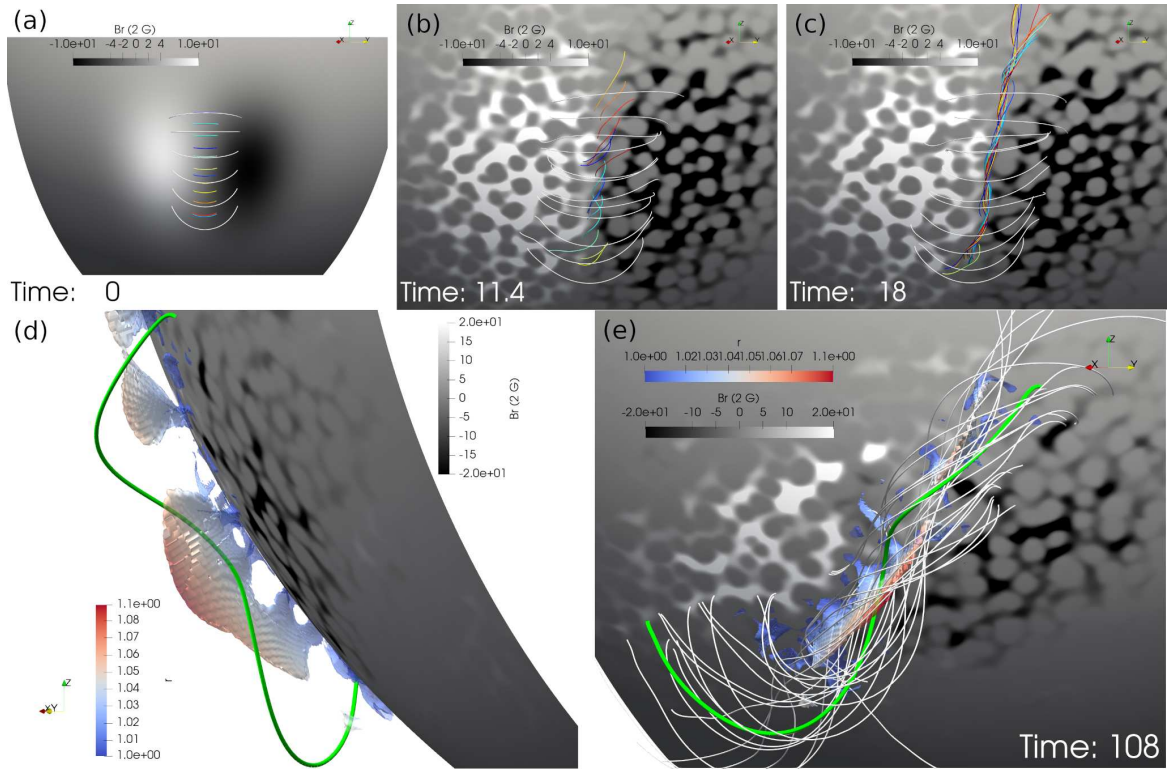 (a)
Br (2 G)
-1.0e+01 -4 -2 0 2 4 1.0e+01
Z
X Y
Time: 0
(b)
Br (2 G)
-1.0e+01 -4 -2 0 2 4 1.0e+01
Z
X Y
Time: 11.4
(c)
Br (2 G)
-1.0e+01 -4 -2 0 2 4 1.0e+01
Z
X Y
Time: 18
(d)
2.0e+01
15
10
5
0
-5
-10
-15
-2.0e+01
Br (2 G)
1.1e+00
1.08
1.07
1.06
1.05
1.04
1.03
1.02
1.01
1.0e+00
r
Z
X Y
(e)
r
1.0e+00 1.02 1.03 1.04 1.05 1.06 1.07 1.1e+00
Br (2 G)
-2.0e+01 -10 -5 0 5 10 2.0e+01
Z
X Y
Time: 108